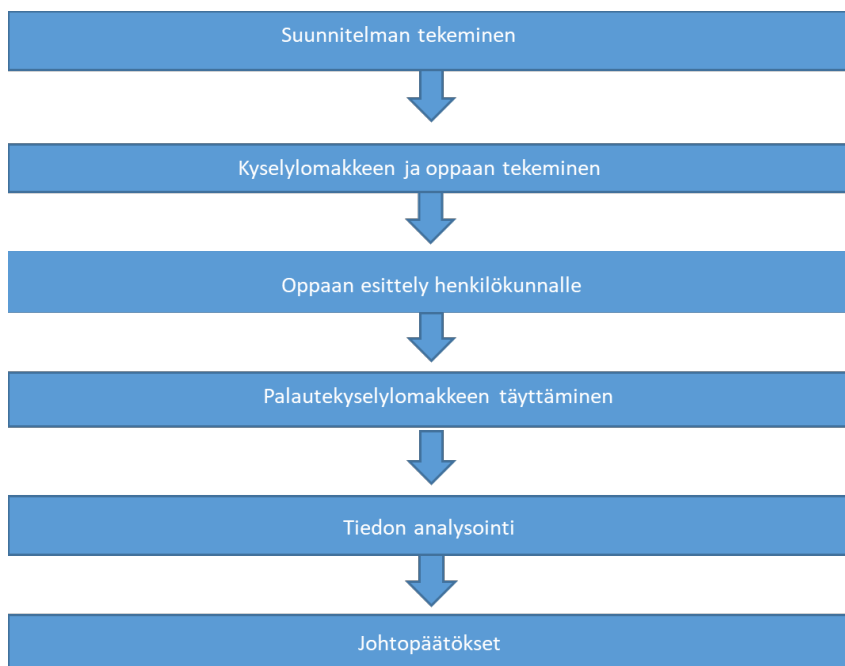 Suunnitelman tekeminen
Kyselylomakkeen ja oppaan tekeminen
Oppaan esittely henkilökunnalle
Palautekyselylomakkeen täyttäminen
Tiedon analysointi
Johtopäätökset